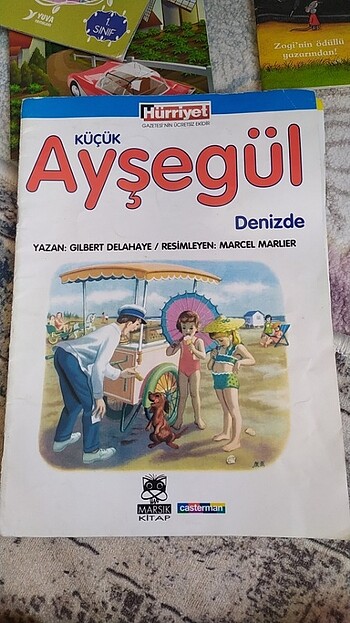 YUVA
1. SINIF
Zogi'nin ödüllü
yazarından!
Hürriyet
GAZETESİ'NİN ÜCRETSİZ EKİDİR
KÜÇÜK
Ayşegül
Denizde
YAZAN: GILBERT DELAHAYE / RESİMLEYEN: MARCEL MARLIER
MARSIK
KİTAP
casterman